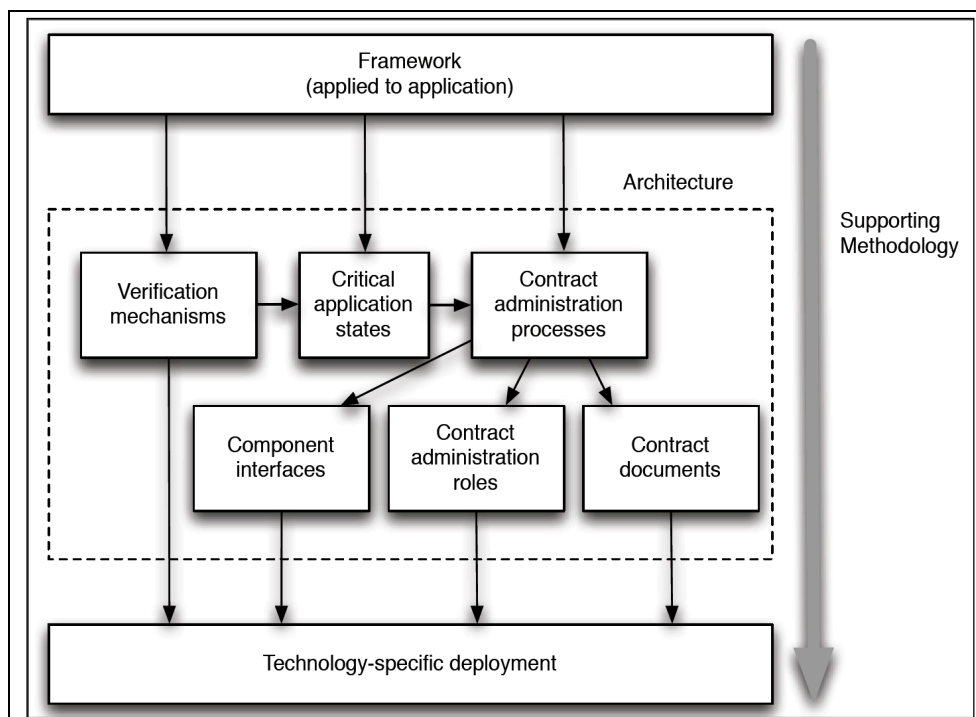 Framework
(applied to application)
Architecture
Supporting
Methodology
Verification
mechanisms
Critical
application
states
Contract
administration
processes
Component
interfaces
Contract
administration
roles
Contract
documents
Technology-specific deployment